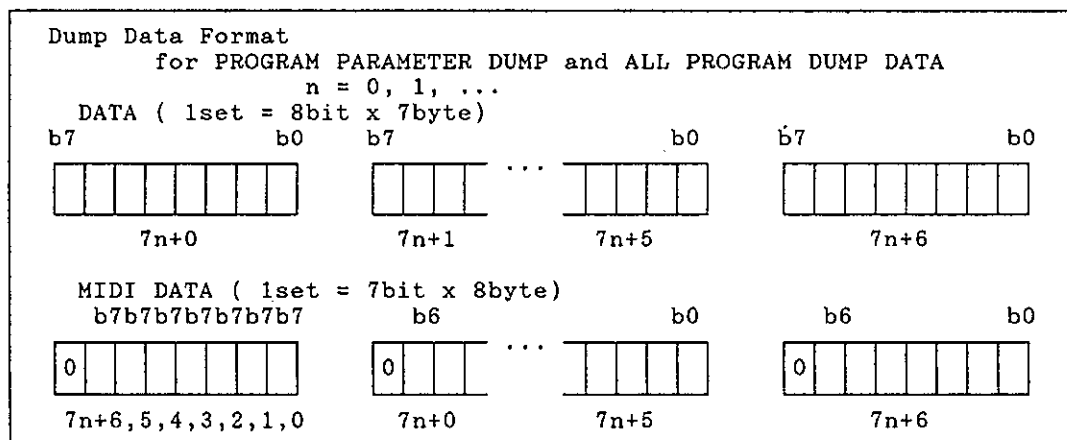 Dump Data Format
for PROGRAM PARAMETER DUMP and ALL PROGRAM DUMP DATA
n = 0, 1, ...
DATA ( 1set = 8bit x 7byte)
b7 b0 b7 b0 b7 b0
...
7n+0 7n+1 7n+5 7n+6
MIDI DATA ( 1set = 7bit x 8byte)
b7b7b7b7b7b7b7 b6 b0 b6 b0
0 0 ... 0
7n+6,5,4,3,2,1,0 7n+0 7n+5 7n+6